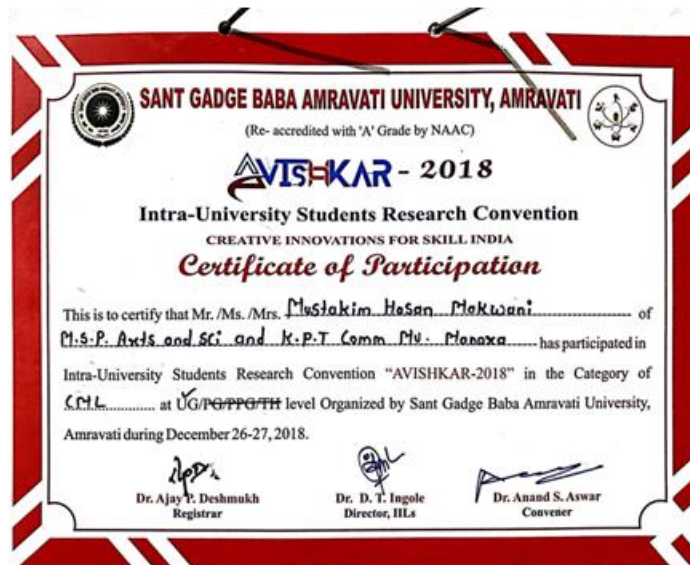 SANT GADGE BABA AMRAVATI UNIVERSITY, AMRAVATI
(Re- accredited with 'A' Grade by NAAC)
AVISHKAR - 2018
Intra-University Students Research Convention
CREATIVE INNOVATIONS FOR SKILL INDIA
Certificate of Participation
This is to certify that Mr. /Ms. /Mrs. Mustakim Hasan Makwani of
M.S.P. Arts and Sci and K.P.T Comm Mv. Manora has participated in
Intra-University Students Research Convention "AVISHKAR-2018" in the Category of
CML at UG/PG/PPG/TH level Organized by Sant Gadge Baba Amravati University,
Amravati during December 26-27, 2018.
Dr. Ajay P. Deshmukh
Registrar
Dr. D. T. Ingole
Director, IILs
Dr. Anand S. Aswar
Convener